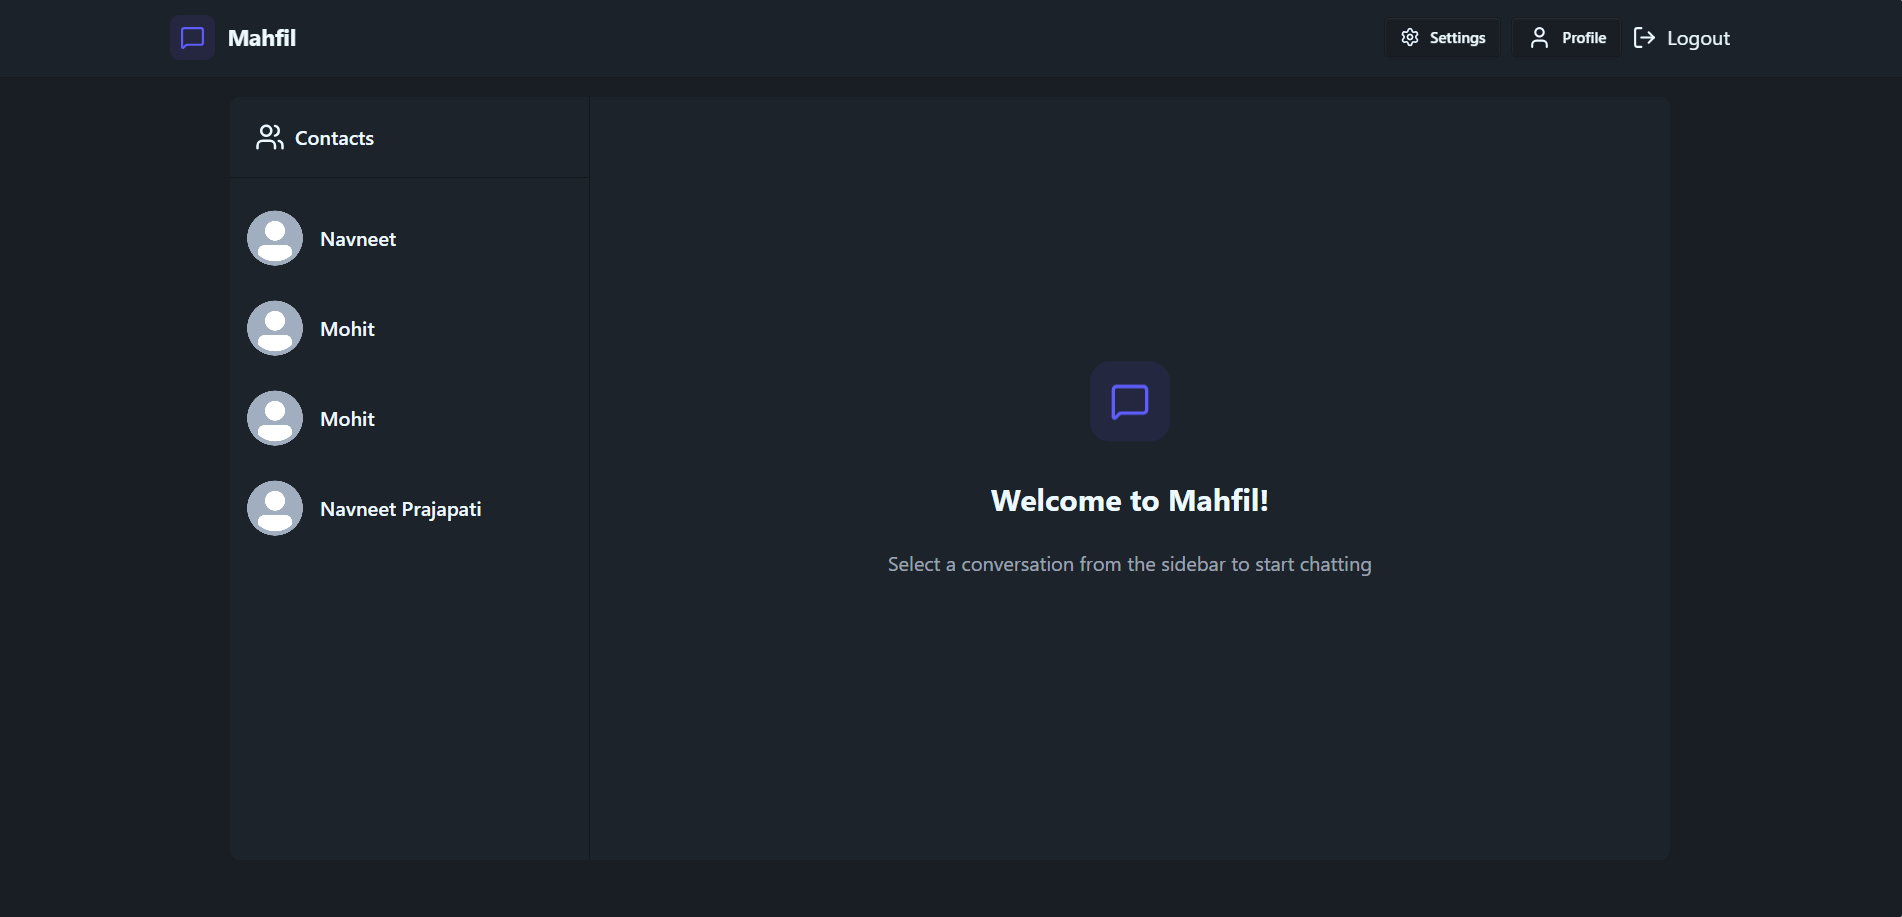 Mahfil
Settings
Profile
Logout
Contacts
Navneet
Mohit
Mohit
Navneet Prajapati
Welcome to Mahfil!
Select a conversation from the sidebar to start chatting